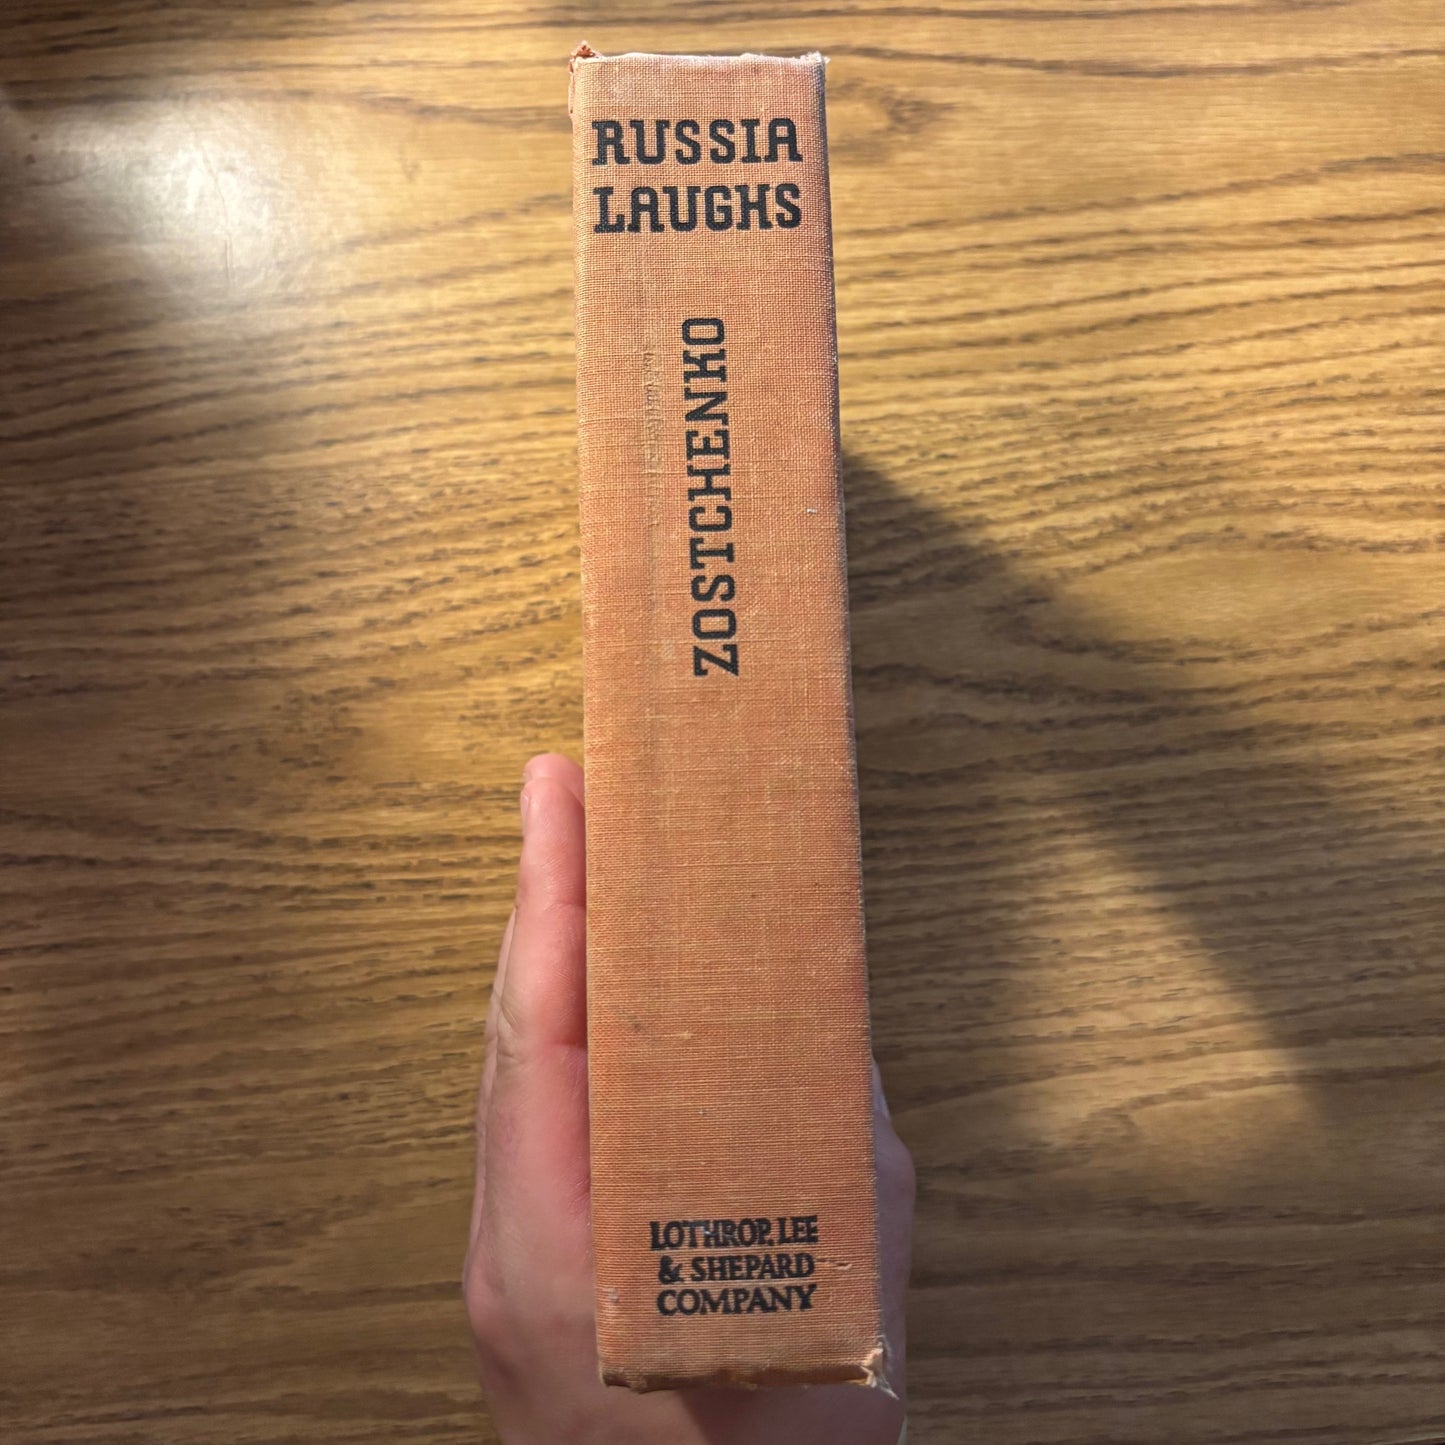 RUSSIA
LAUGHS
ZOSTCHENKO
LOTHROP, LEE
& SHEPARD
COMPANY